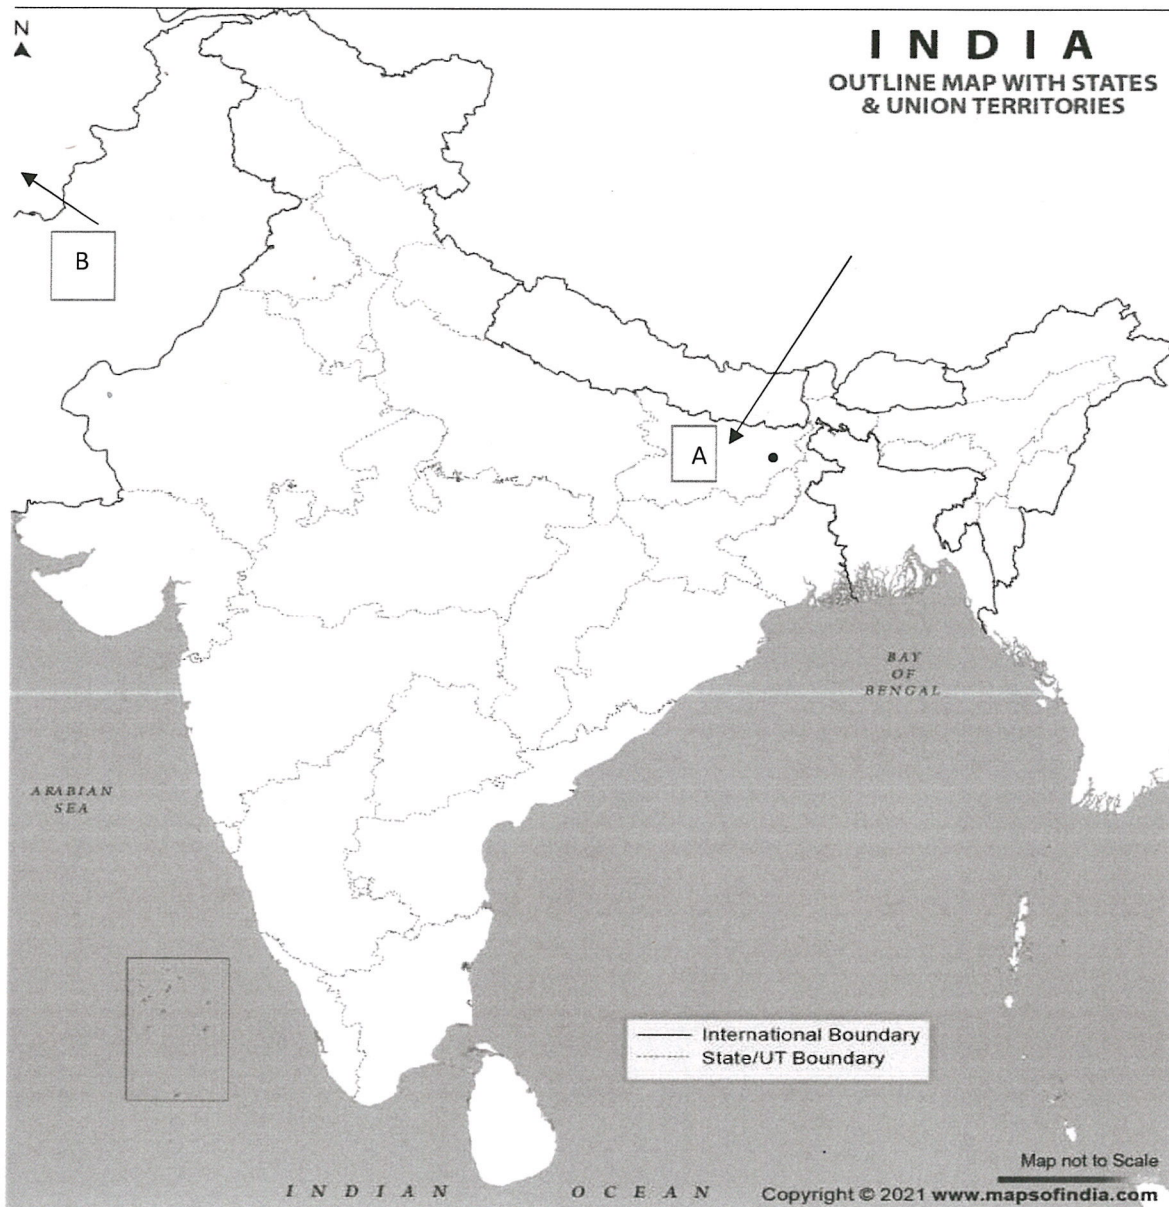 N
INDIA
OUTLINE MAP WITH STATES
& UNION TERRITORIES
B
A
BAY
OF
BENGAL
ARABIAN
SEA
International Boundary
State/UT Boundary
Map not to Scale
INDIAN OCEAN
Copyright © 2021 www.mapsofindia.com